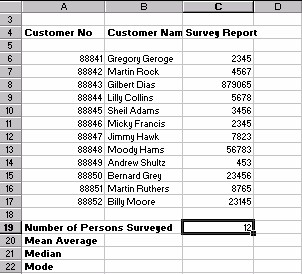 A B C D
3
4 Customer No Customer Nam Survey Report
5
6 88841 Gregory Geroge 2345
7 88842 Martin Rock 4567
8 88843 Gilbert Dias 879065
9 88844 Lilly Collins 5678
10 88845 Sheil Adams 3456
11 88846 Micky Francis 2345
12 88847 Jimmy Hawk 7823
13 88848 Moody Hams 56783
14 88849 Andrew Shultz 453
15 88850 Bernard Grey 23456
16 88851 Martin Ruthers 8765
17 88852 Billy Moore 23145
18
19 Number of Persons Surveyed 12
20 Mean Average
21 Median
22 Mode